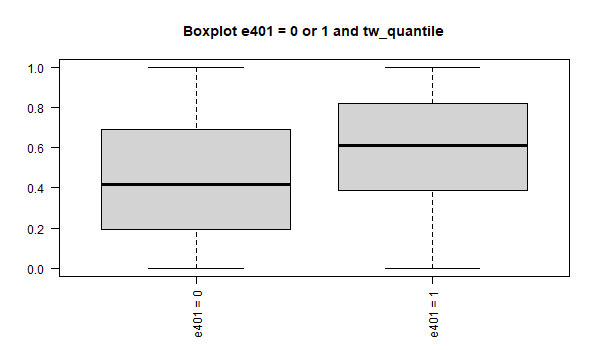 Boxplot e401 = 0 or 1 and tw_quantile
1.0
0.8
0.6
0.4
0.2
0.0
e401 = 0
e401 = 1